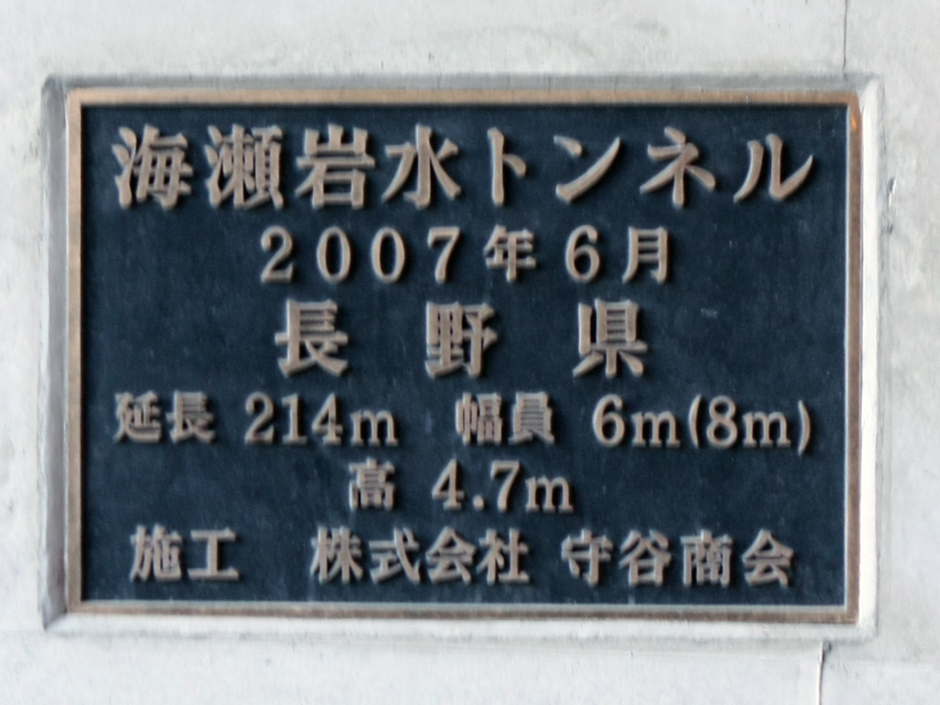 海瀬岩水トンネル
2007年6月
長野県
延長 214m 幅員 6m(8m)
高 4.7m
施工 株式会社 守谷商会